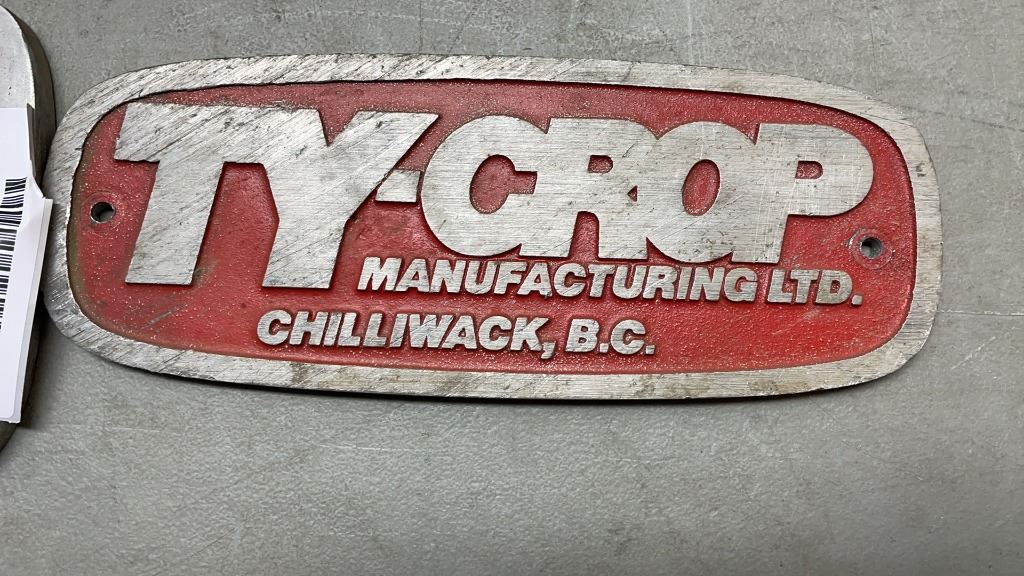 TY-CROP
MANUFACTURING LTD.
CHILLIWACK, B.C.